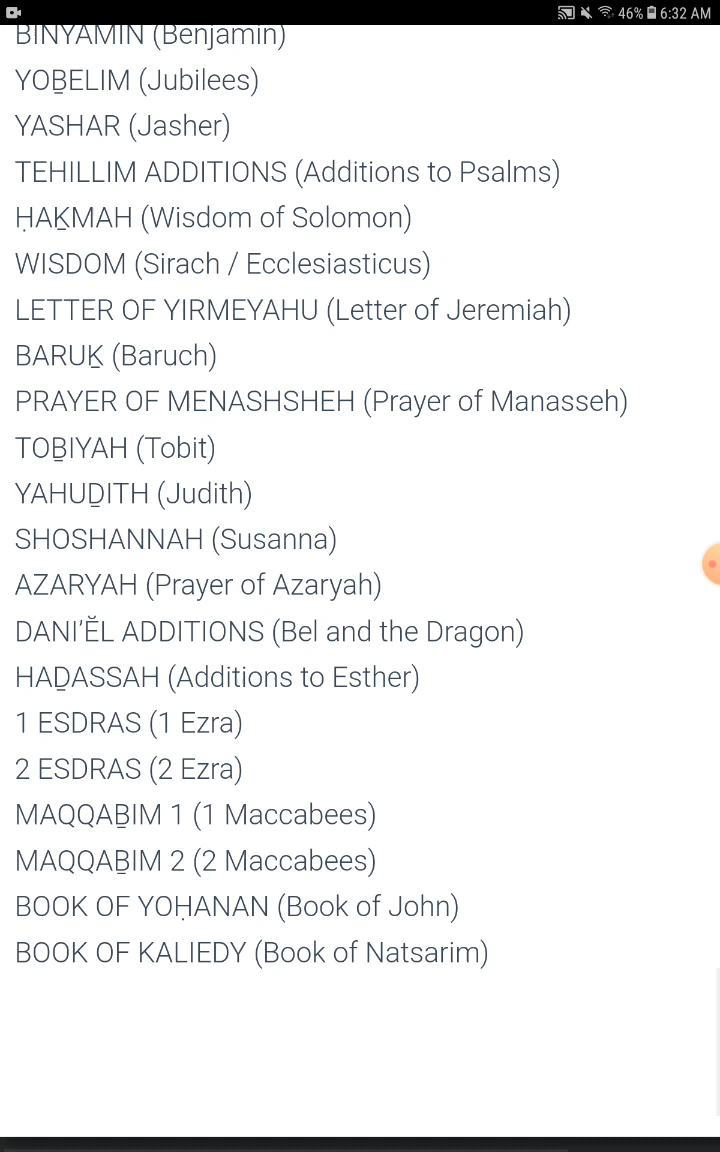 46% 6:32 AM
BINYAMIN (Benjamin)
YOḆELIM (Jubilees)
YASHAR (Jasher)
TEHILLIM ADDITIONS (Additions to Psalms)
ḤAḴMAH (Wisdom of Solomon)
WISDOM (Sirach / Ecclesiasticus)
LETTER OF YIRMEYAHU (Letter of Jeremiah)
BARUḴ (Baruch)
PRAYER OF MENASHSHEH (Prayer of Manasseh)
TOḆIYAH (Tobit)
YAHUḎITH (Judith)
SHOSHANNAH (Susanna)
AZARYAH (Prayer of Azaryah)
DANI’ĔL ADDITIONS (Bel and the Dragon)
HAḎASSAH (Additions to Esther)
1 ESDRAS (1 Ezra)
2 ESDRAS (2 Ezra)
MAQQAḆIM 1 (1 Maccabees)
MAQQAḆIM 2 (2 Maccabees)
BOOK OF YOḤANAN (Book of John)
BOOK OF KALIEDY (Book of Natsarim)